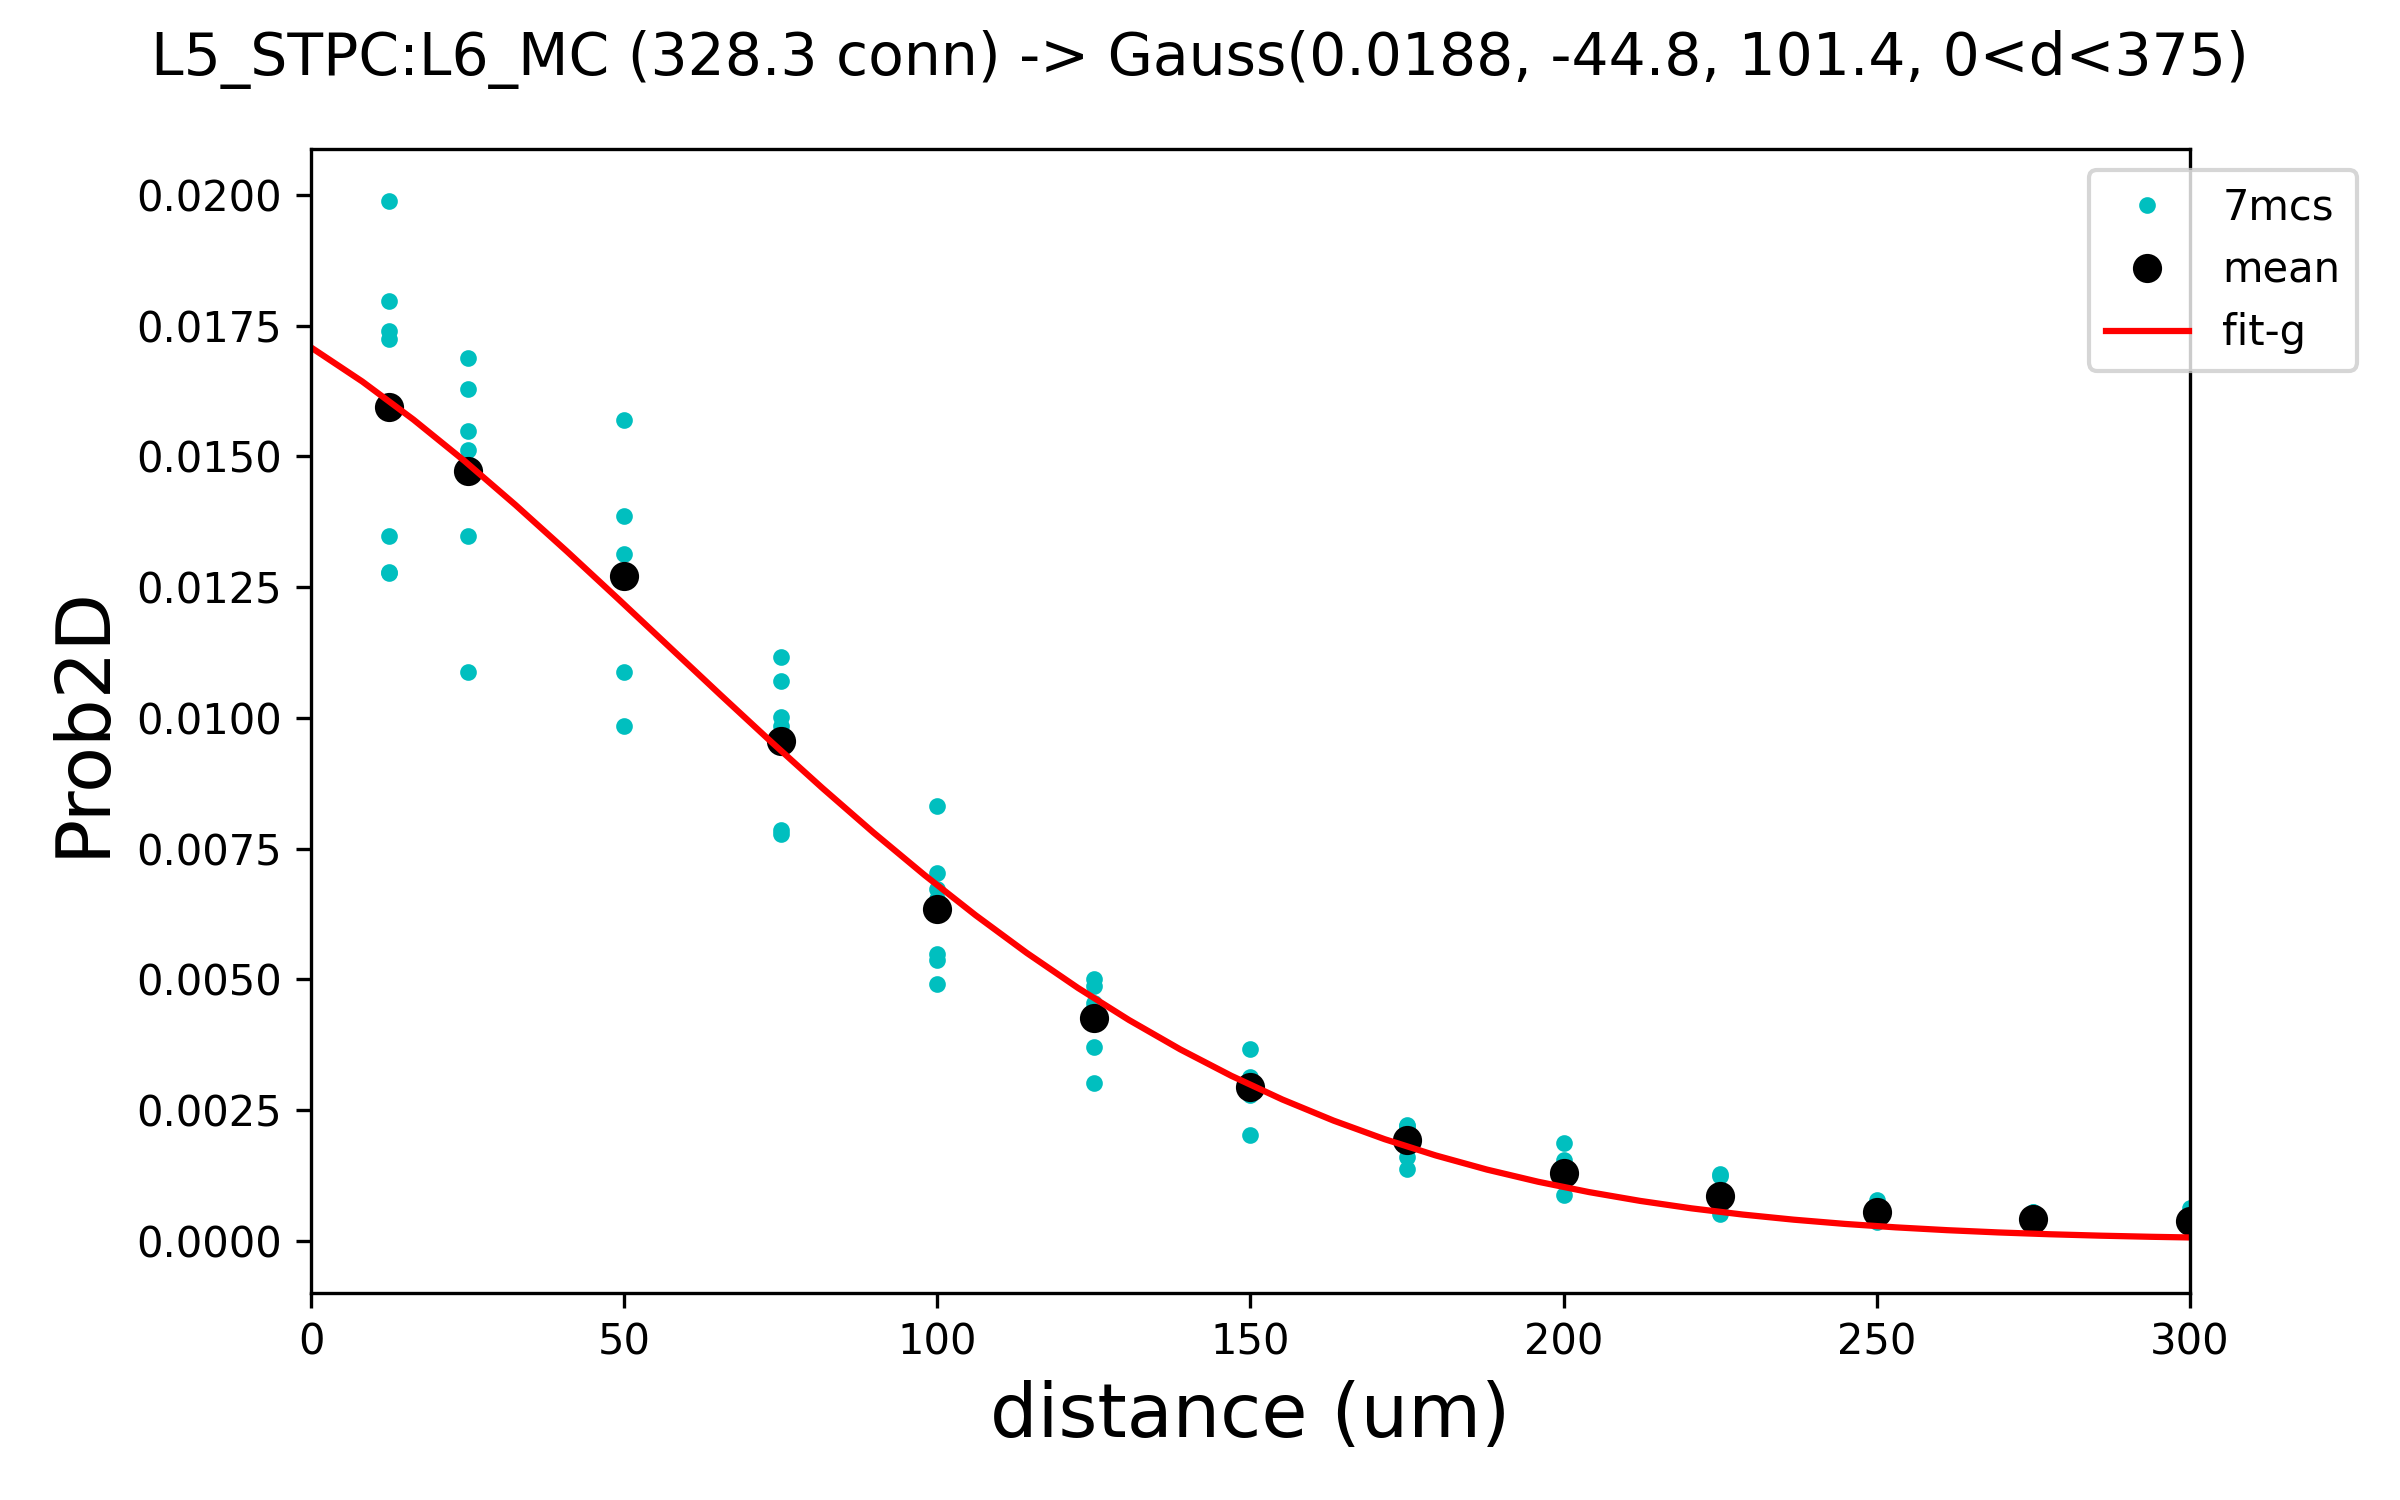 L5_STPC:L6_MC (328.3 conn) -> Gauss(0.0188, -44.8, 101.4, 0<d<375)
7mcs
mean
fit-g
Prob2D
0.0200
0.0175
0.0150
0.0125
0.0100
0.0075
0.0050
0.0025
0.0000
0 50 100 150 200 250 300
distance (um)